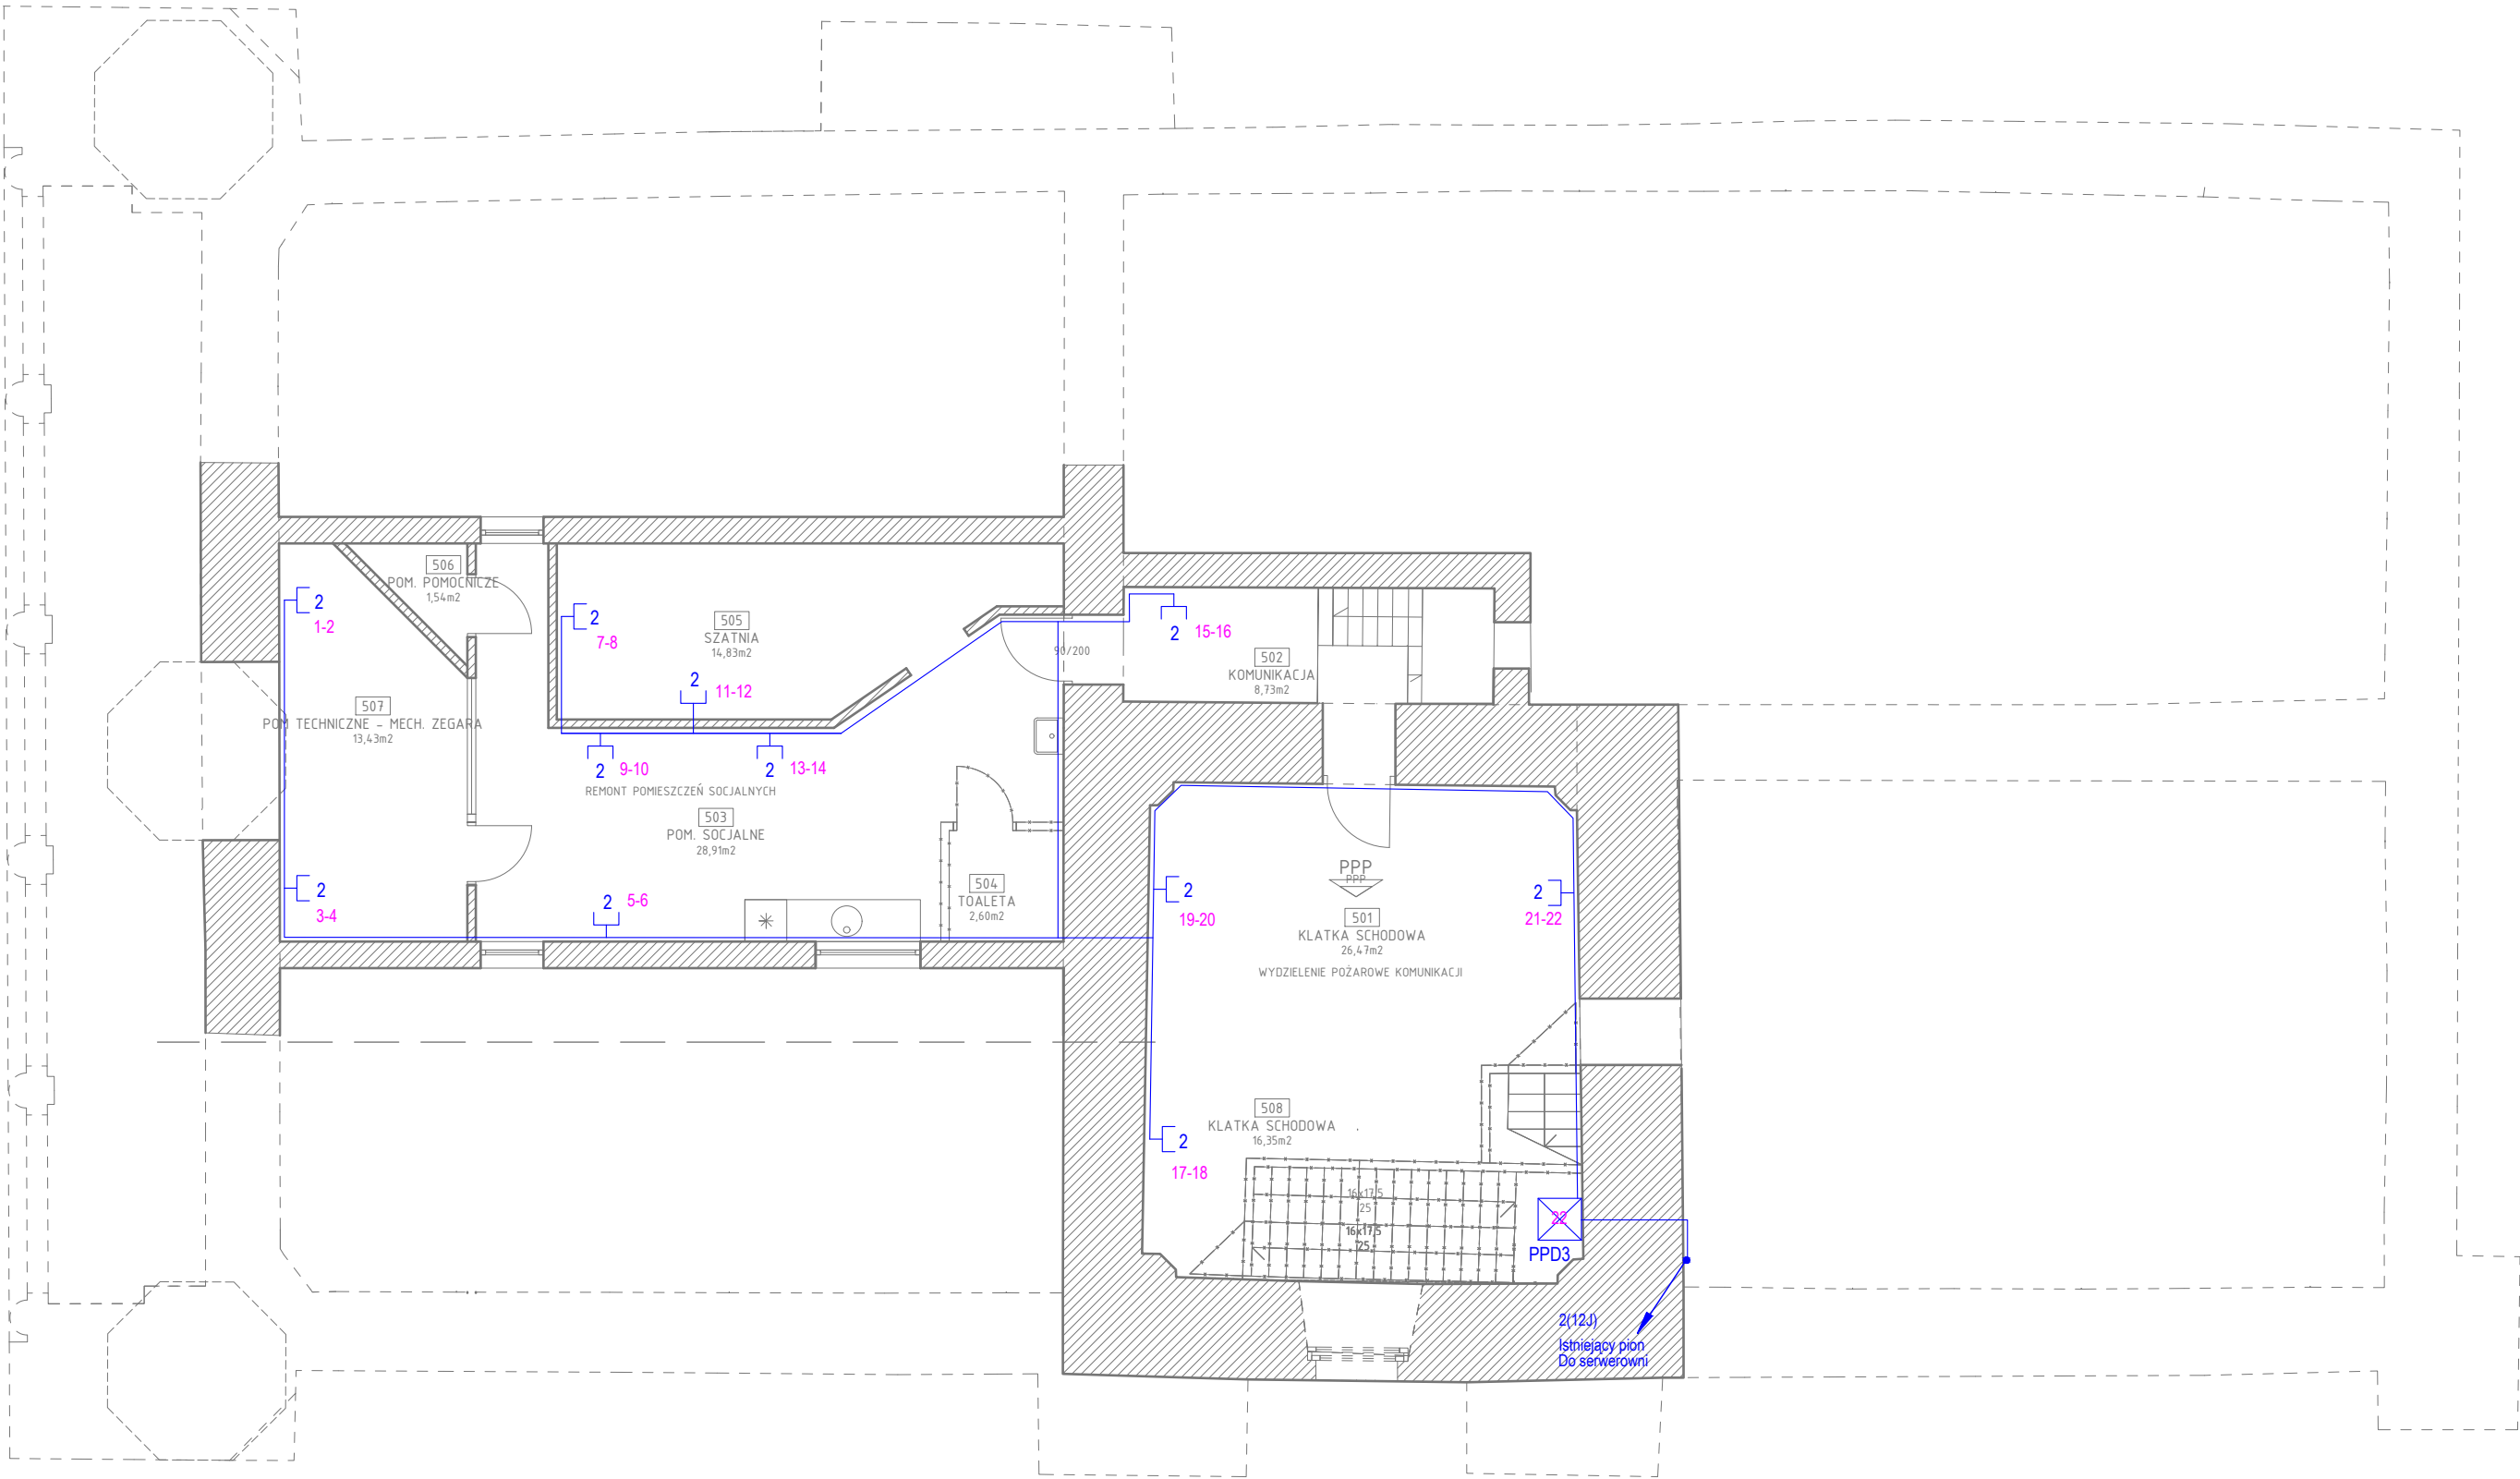 506
POM. POMOCNICZE
1,54m2
2
1-2
2
7-8
505
SZATNIA
14,83m2
2
11-12
2
15-16
90/200
502
KOMUNIKACJA
8,73m2
507
POM TECHNICZNE - MECH. ZEGARA
13,43m2
2
9-10
2
13-14
REMONT POMIESZCZEŃ SOCJALNYCH
503
POM. SOCJALNE
28,91m2
2
3-4
2
5-6
504
TOALETA
2,60m2
2
19-20
PPP
PPP
2
21-22
501
KLATKA SCHODOWA
26,47m2
WYDZIELENIE POŻAROWE KOMUNIKACJI
508
KLATKA SCHODOWA
16,35m2
2
17-18
16x17,5
25
16x17,5
25
22
PPD3
2(12J)
Istniejący pion
Do serwerowni